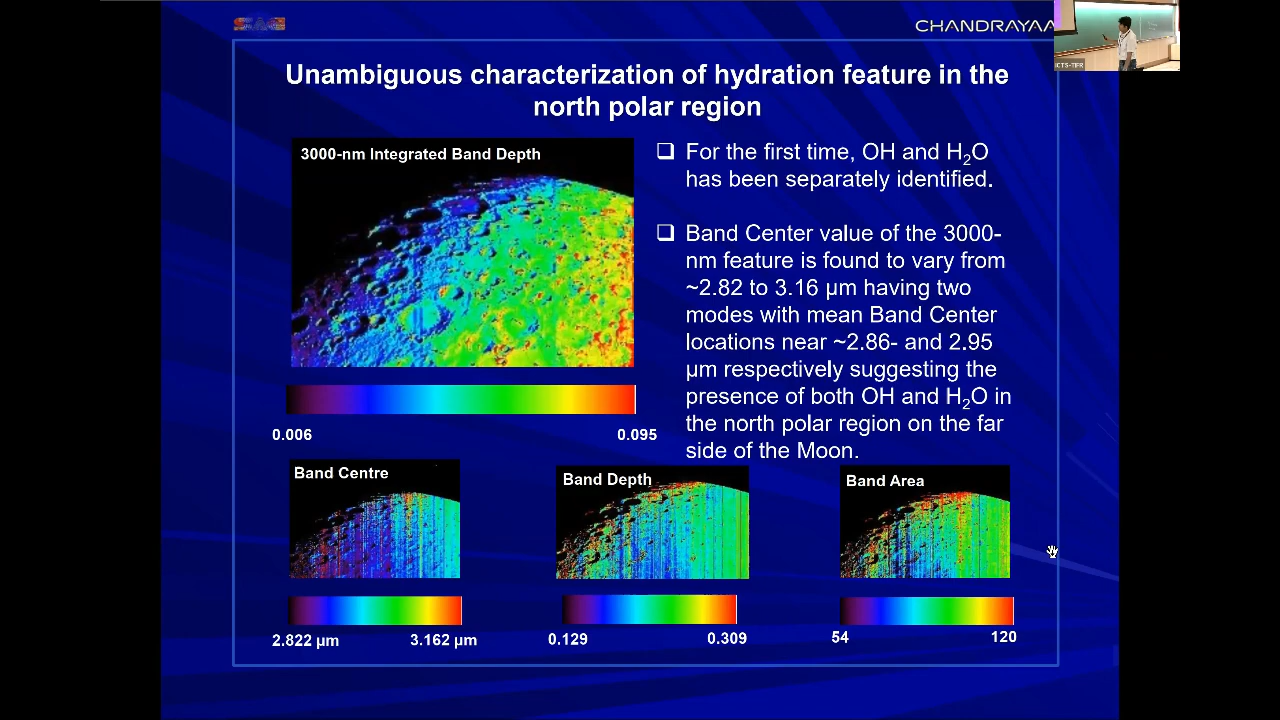 CHANDRAYAA
ICTS-TIFR
Unambiguous characterization of hydration feature in the
north polar region
3000-nm Integrated Band Depth
0.006
0.095
❑ For the first time, OH and H₂O
has been separately identified.
❑ Band Center value of the 3000-
nm feature is found to vary from
~2.82 to 3.16 µm having two
modes with mean Band Center
locations near ~2.86- and 2.95
µm respectively suggesting the
presence of both OH and H₂O in
the north polar region on the far
side of the Moon.
Band Centre
2.822 µm
3.162 µm
Band Depth
0.129
0.309
Band Area
54
120